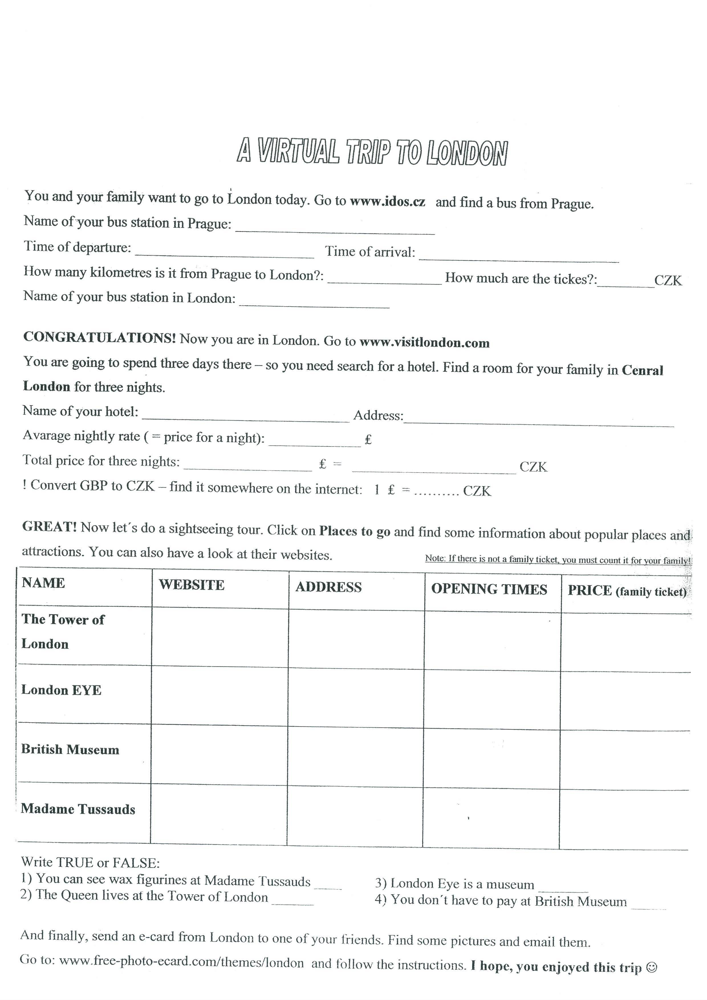 A VIRTUAL TRIP TO LONDON
You and your family want to go to London today. Go to www.idos.cz and find a bus from Prague.
Name of your bus station in Prague: ____________________
Time of departure: ____________________ Time of arrival: ____________________
How many kilometres is it from Prague to London?: ____________ How much are the tickes?:________CZK
Name of your bus station in London: ____________________
CONGRATULATIONS! Now you are in London. Go to www.visitlondon.com
You are going to spend three days there – so you need search for a hotel. Find a room for your family in Cenral
London for three nights.
Name of your hotel: ____________________ Address:____________________
Avarage nightly rate ( = price for a night): ____________ £
Total price for three nights: ____________ £ = ____________ CZK
! Convert GBP to CZK – find it somewhere on the internet: 1 £ = .......... CZK
GREAT! Now let´s do a sightseeing tour. Click on Places to go and find some information about popular places and
attractions. You can also have a look at their websites. Note: If there is not a family ticket, you must count it for your family!
NAME WEBSITE ADDRESS OPENING TIMES PRICE (family ticket)
The Tower of
London
London EYE
British Museum
Madame Tussauds
Write TRUE or FALSE:
1) You can see wax figurines at Madame Tussauds ____ 3) London Eye is a museum ______
2) The Queen lives at the Tower of London ______ 4) You don´t have to pay at British Museum _____
And finally, send an e-card from London to one of your friends. Find some pictures and email them.
Go to: www.free-photo-ecard.com/themes/london and follow the instructions. I hope, you enjoyed this trip ☺